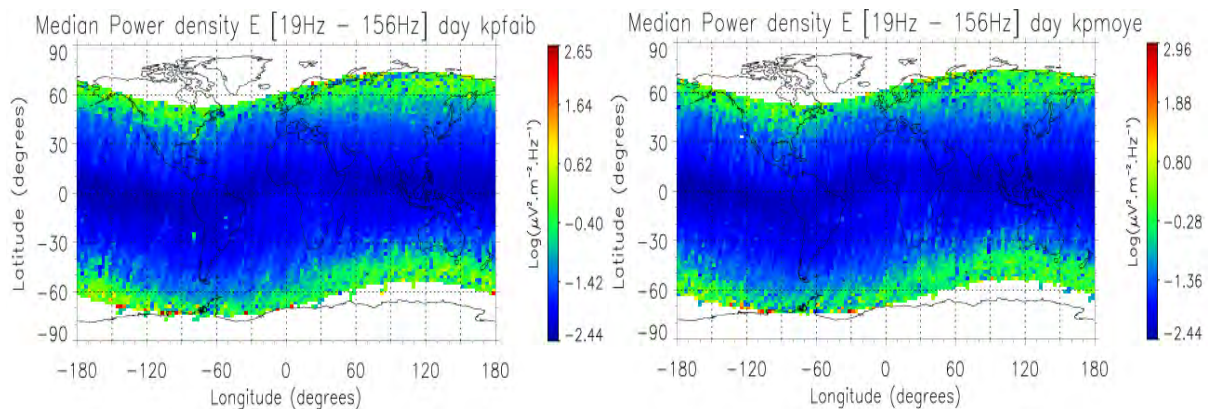 Median Power density E [19Hz − 156Hz] day kpfaib
90
60
30
0
−30
−60
−90
Latitude (degrees)
−180 −120 −60 0 60 120 180
Longitude (degrees)
2.65
1.64
0.62
−0.40
−1.42
−2.44
Log(μV².m⁻².Hz⁻¹)
Median Power density E [19Hz − 156Hz] day kpmoye
90
60
30
0
−30
−60
−90
Latitude (degrees)
−180 −120 −60 0 60 120 180
Longitude (degrees)
2.96
1.88
0.80
−0.28
−1.36
−2.44
Log(μV².m⁻².Hz⁻¹)